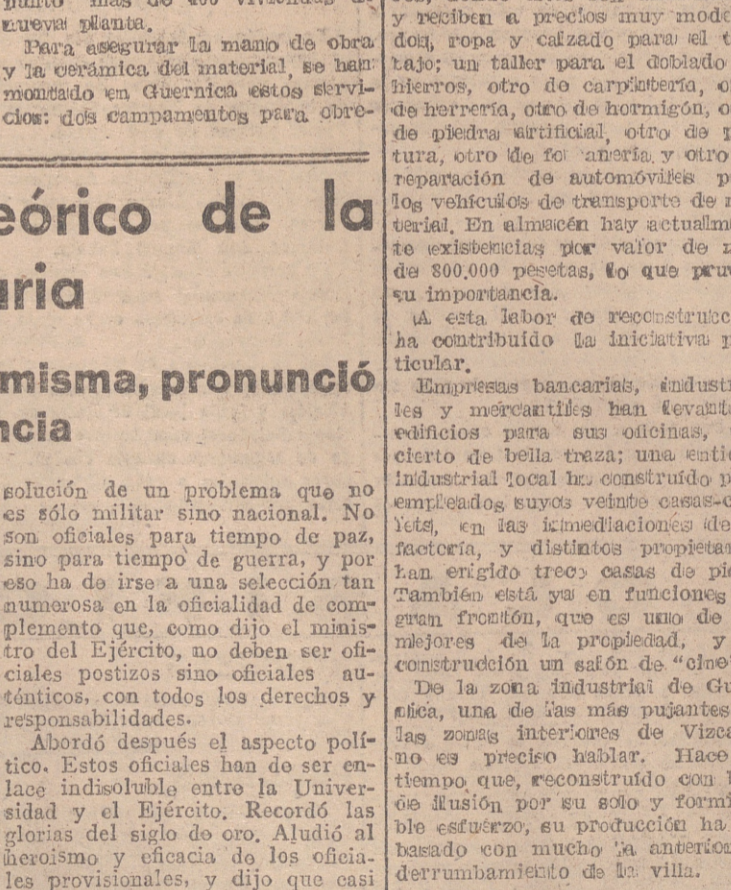 nueva planta.
Para asegurar la mano de obra
y la cerámica del material, se han
montado en Guernica estos servi-
cios: dos campamentos para obre-
eórico de la
aria
misma, pronunció
ncia
solución de un problema que no
es sólo militar sino nacional. No
son oficiales para tiempo de paz,
sino para tiempo de guerra, y por
eso ha de irse a una selección tan
numerosa en la oficialidad de com-
plemento que, como dijo el minis-
tro del Ejército, no deben ser ofi-
ciales postizos sino oficiales au-
ténticos, con todos los derechos y
responsabilidades.
Abordó después el aspecto polí-
tico. Estos oficiales han de ser en-
lace indisoluble entre la Univer-
sidad y el Ejército. Recordó las
glorias del siglo de oro. Aludió al
heroismo y eficacia de los oficia-
les provisionales, y dijo que casi
y reciben a precios muy mode
dos, ropa y calzado para el t
tajo; un taller para el doblado
hierros, otro de carpintería, o
de herrería, otro de hormigón, o
de piedra artificial, otro de p
tura, otro de y otro
reparación de automóviles p
los vehículos de transporte de m
terial. En almacén hay actualm
te existencias por valor de
de 800.000 pesetas, lo que prue
su importancia.
A esta labor de reconstrucc
ha contribuído la iniciativa p
ticular.
Empresas bancarias, industri
les y mercantiles han levanta
edificios para sus oficinas,
cierto de bella traza; una entid
industrial local ha construído p
empleados suyos veinte casas-c
lets, en las inmediaciones de
factoría, y distintos propietar
han erigido trece casas de pi
También está ya en funciones
gran frontón, que es uno de
mejores de la propiedad, y
construcción un salón de "cine"
De la zona industrial de Gu
nica, una de las más pujantes
las zonas interiores de Vizca
no es preciso hablar. Hace
tiempo que, reconstruído con
de ilusión por su solo y formi
ble esfuerzo, su producción ha
basado con mucho la anterior
derrumbamiento de la villa.